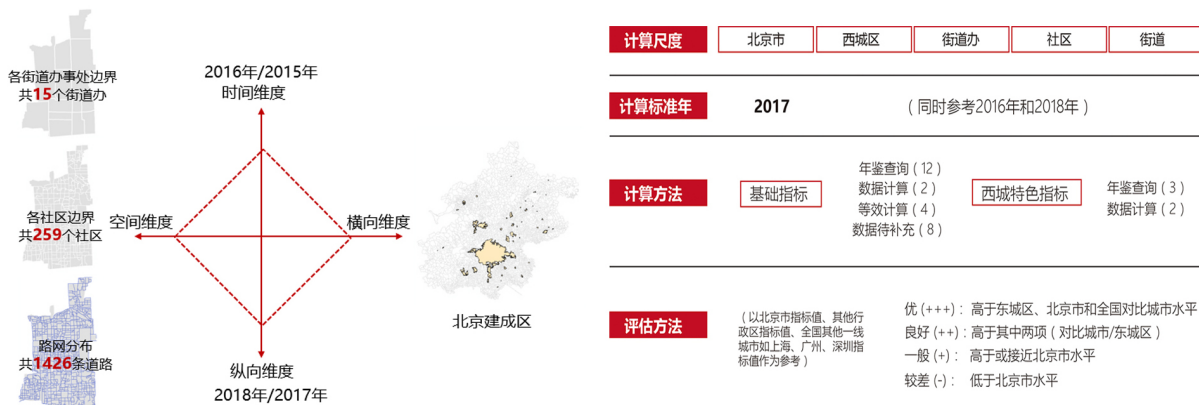 各街道办事处边界
共15个街道办
各社区边界
共259个社区
路网分布
共1426条道路
2016年/2015年
时间维度
空间维度
横向维度
纵向维度
2018年/2017年
北京建成区
计算尺度
北京市
西城区
街道办
社区
街道
计算标准年
2017
（同时参考2016年和2018年）
计算方法
基础指标
年鉴查询（12）
数据计算（2）
等效计算（4）
数据待补充（8）
西城特色指标
年鉴查询（3）
数据计算（2）
评估方法
（以北京市指标值、其他行
政区指标值、全国其他一线
城市如上海、广州、深圳指
标值作为参考）
优（+++）：高于东城区、北京市和全国对比城市水平
良好（++）：高于其中两项（对比城市/东城区）
一般（+）：高于或接近北京市水平
较差（-）：低于北京市水平